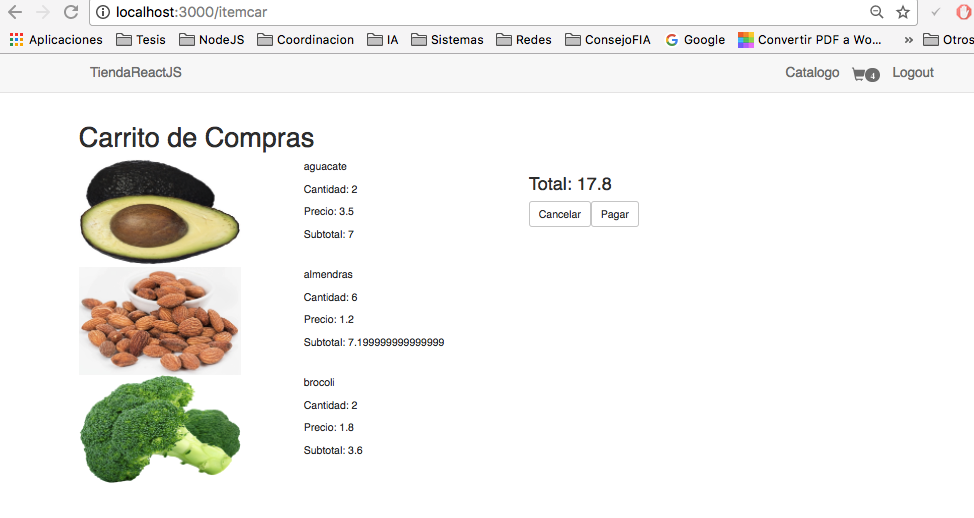 localhost:3000/itemcar
Aplicaciones Tesis NodeJS Coordinacion IA Sistemas Redes ConsejoFIA Google Convertir PDF a Wo... » Otros
TiendaReactJS Catalogo 4 Logout
Carrito de Compras
aguacate
Cantidad: 2
Precio: 3.5
Subtotal: 7
almendras
Cantidad: 6
Precio: 1.2
Subtotal: 7.199999999999999
brocoli
Cantidad: 2
Precio: 1.8
Subtotal: 3.6
Total: 17.8
Cancelar Pagar